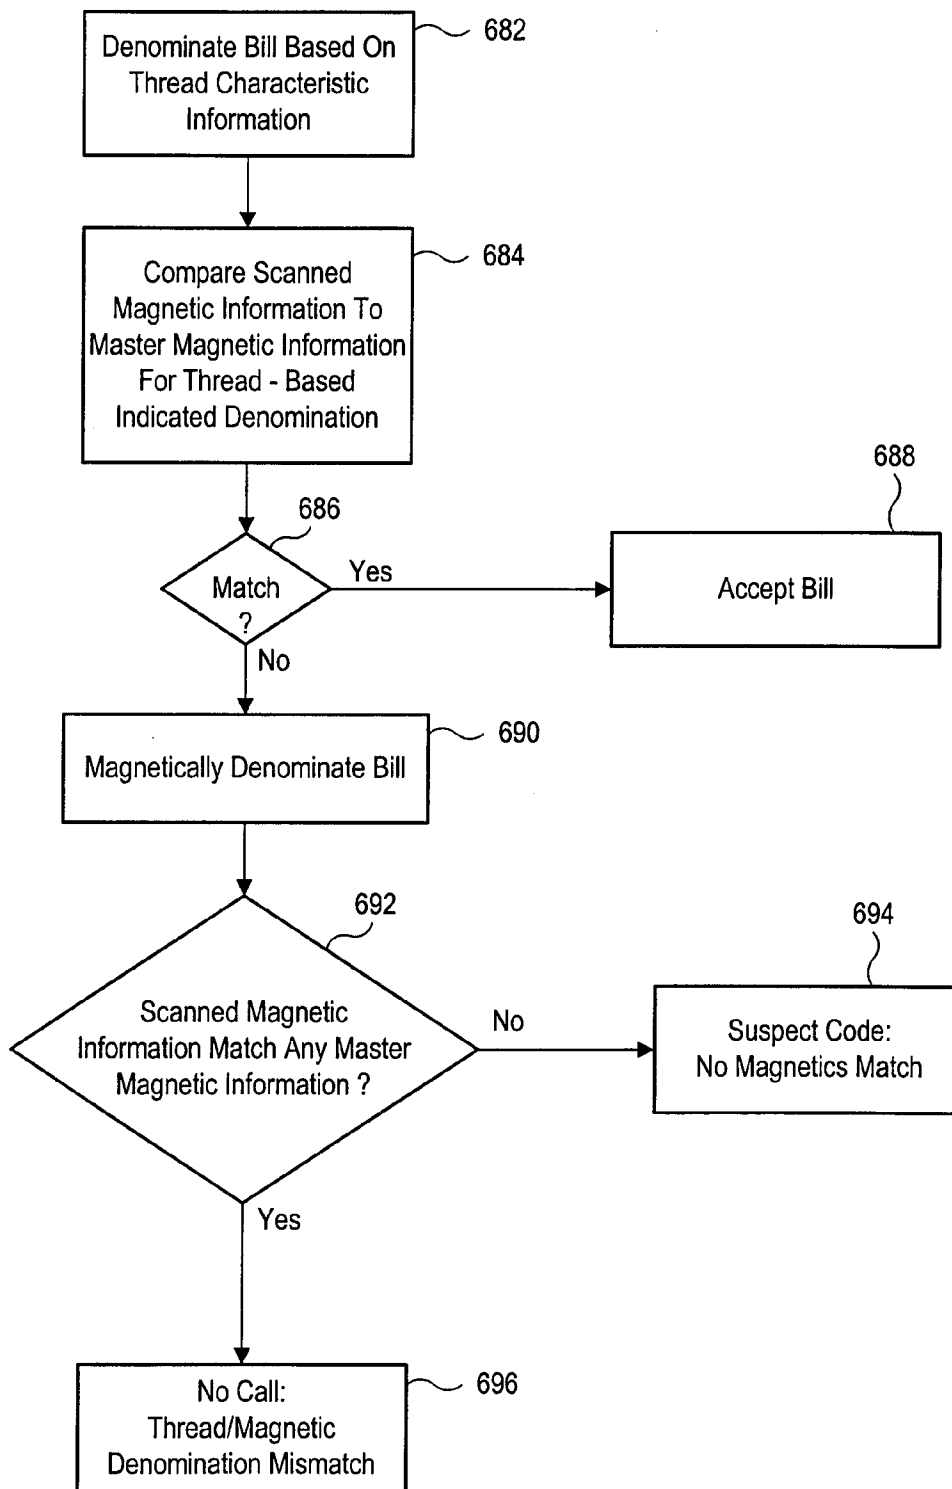 682
Denominate Bill Based On
Thread Characteristic
Information
684
Compare Scanned
Magnetic Information To
Master Magnetic Information
For Thread - Based
Indicated Denomination
686
Match
?
Yes
688
Accept Bill
No
690
Magnetically Denominate Bill
692
Scanned Magnetic
Information Match Any Master
Magnetic Information ?
No
694
Suspect Code:
No Magnetics Match
Yes
696
No Call:
Thread/Magnetic
Denomination Mismatch